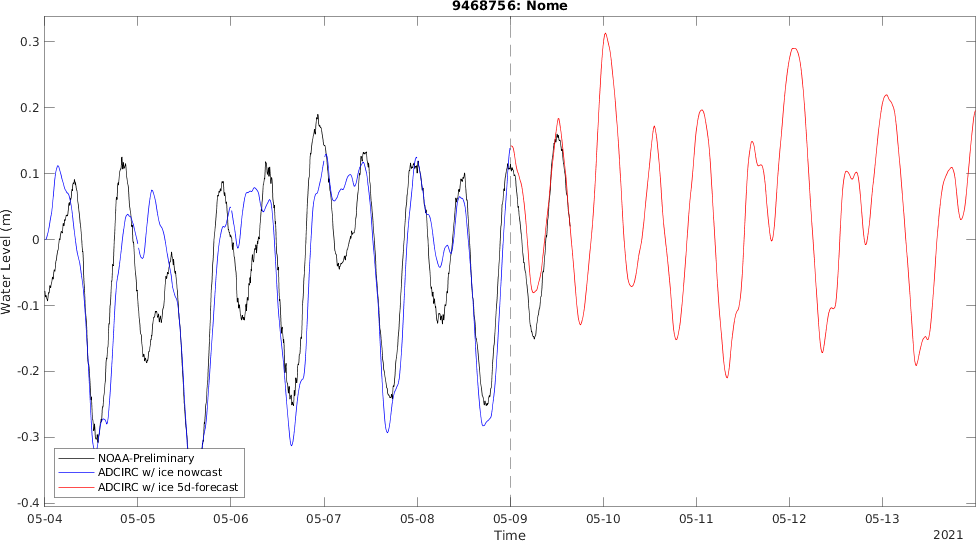 9468756: Nome
0.3
0.2
0.1
0
-0.1
-0.2
-0.3
-0.4
Water Level (m)
NOAA-Preliminary
ADCIRC w/ ice nowcast
ADCIRC w/ ice 5d-forecast
05-04 05-05 05-06 05-07 05-08 05-09 05-10 05-11 05-12 05-13
Time
2021